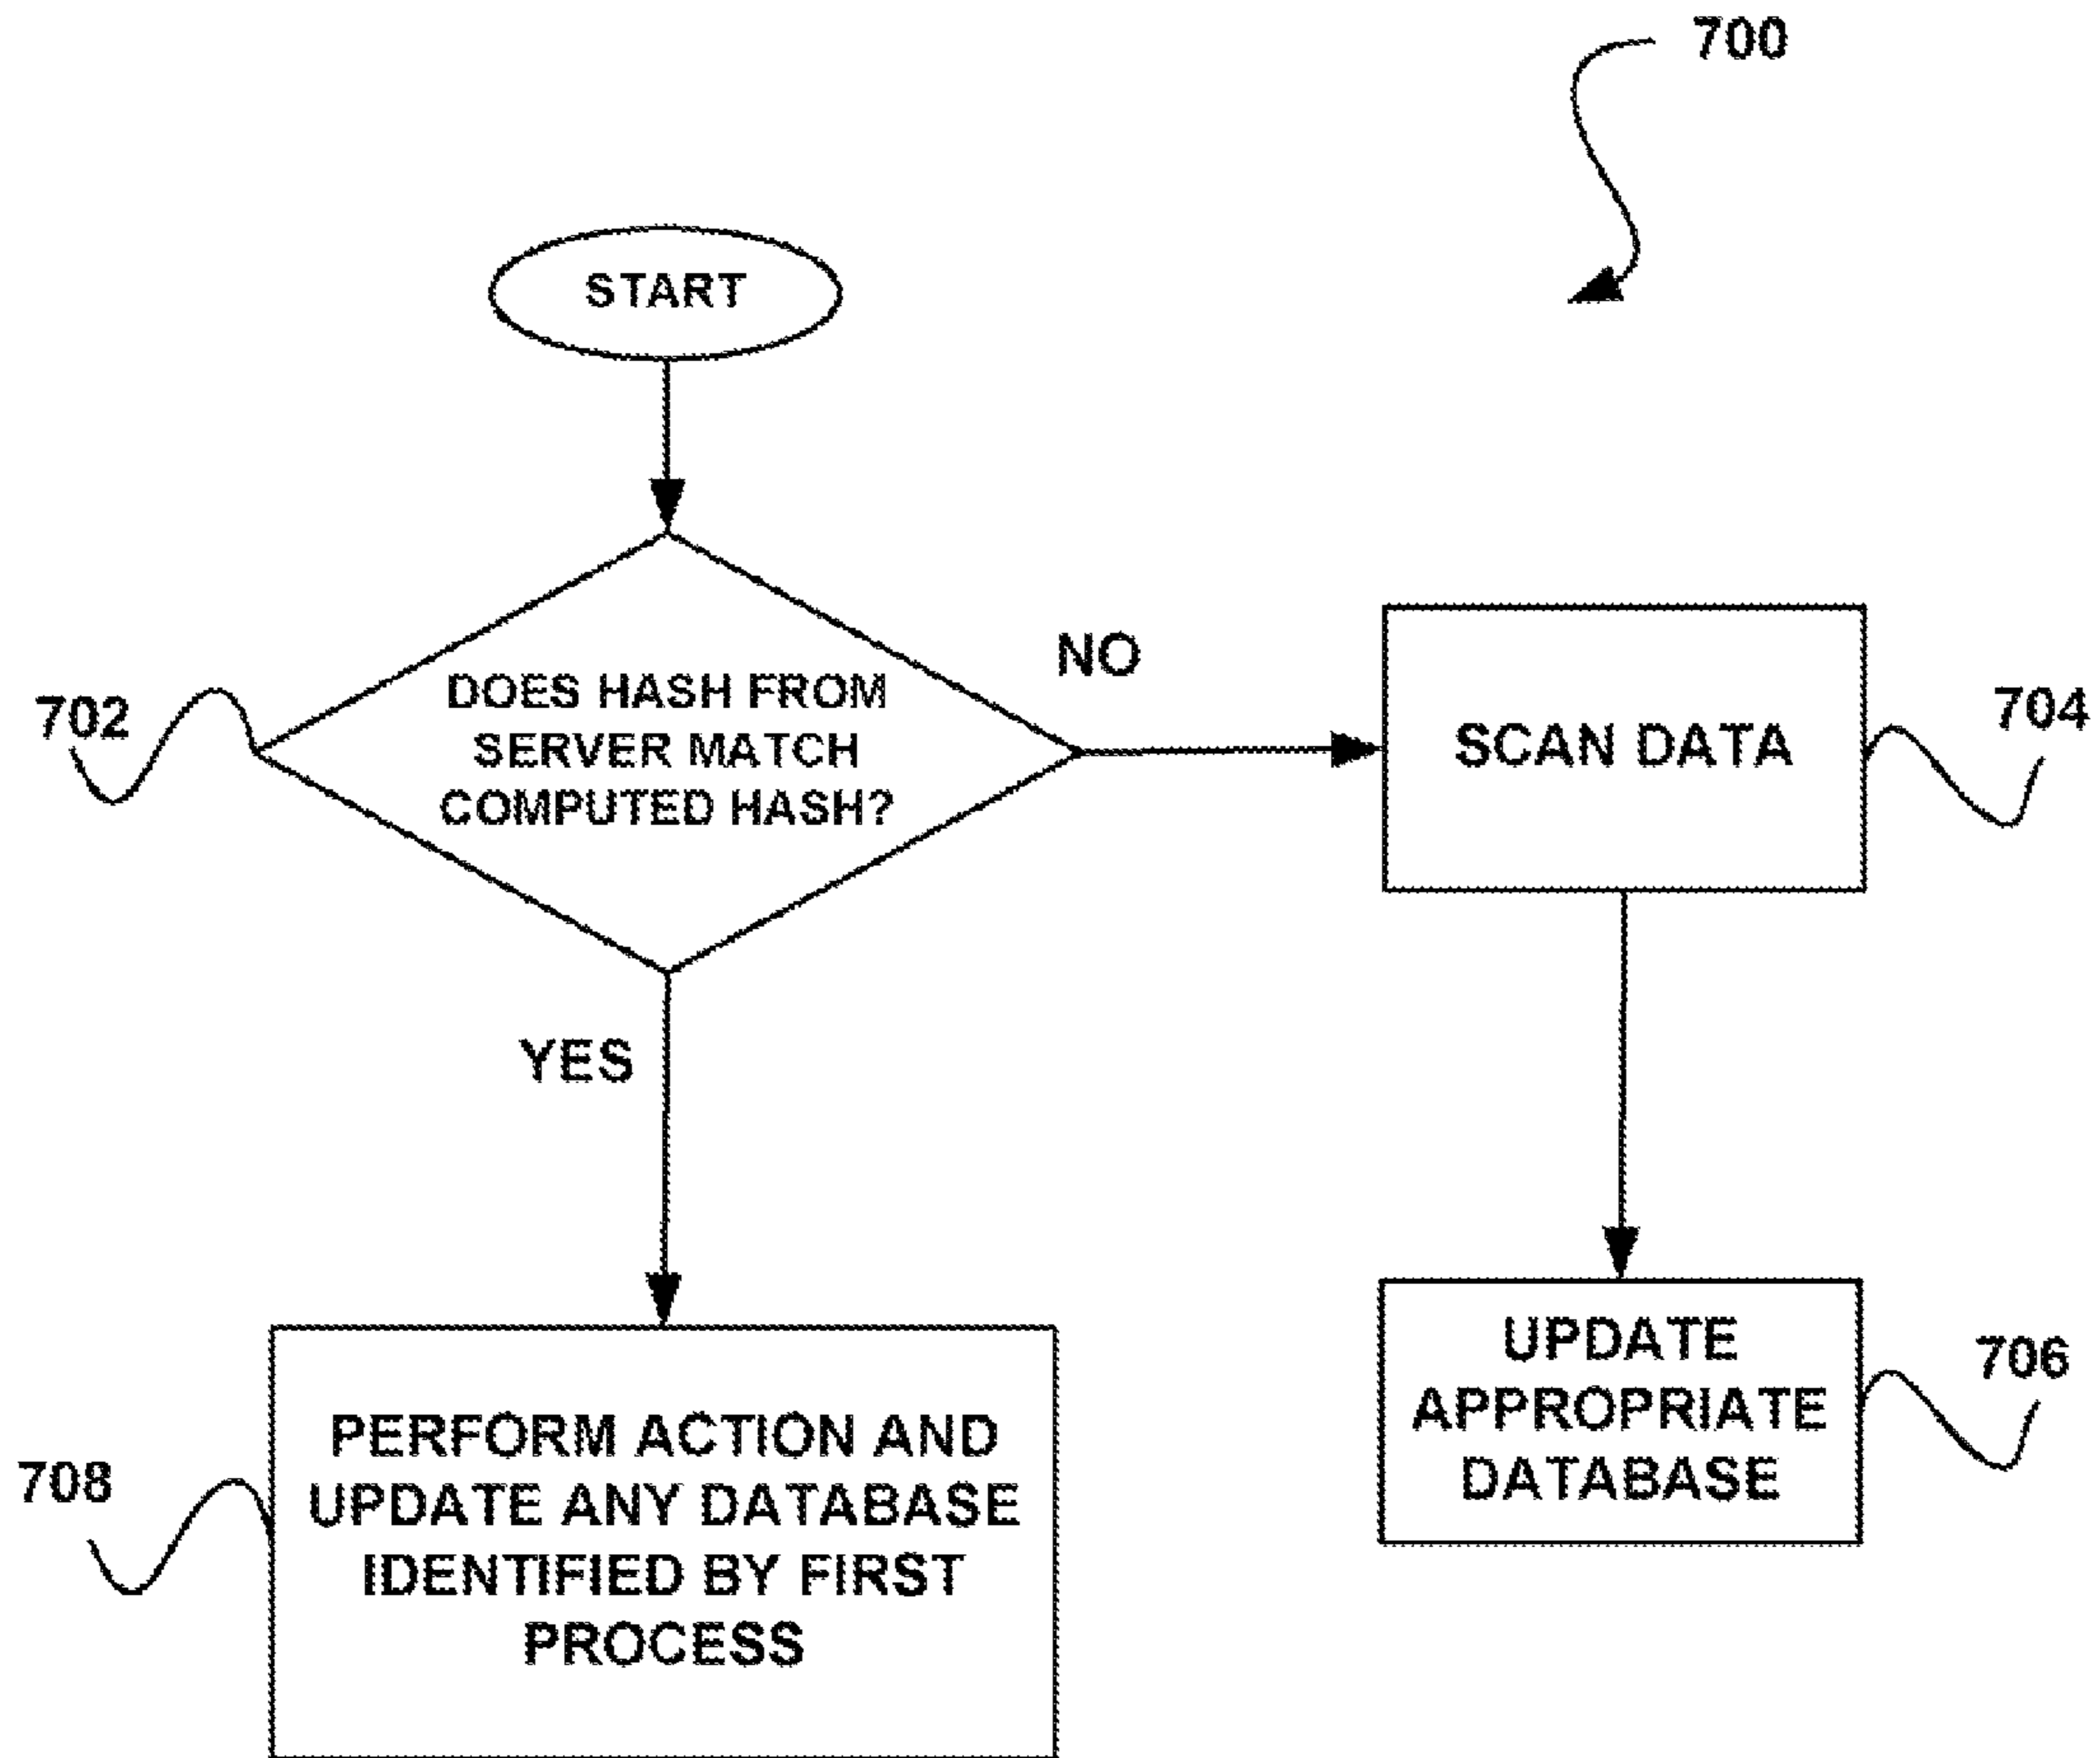 700
START
DOES HASH FROM
SERVER MATCH
COMPUTED HASH?
702
NO
SCAN DATA
704
YES
UPDATE
APPROPRIATE
DATABASE
706
PERFORM ACTION AND
UPDATE ANY DATABASE
IDENTIFIED BY FIRST
PROCESS
708